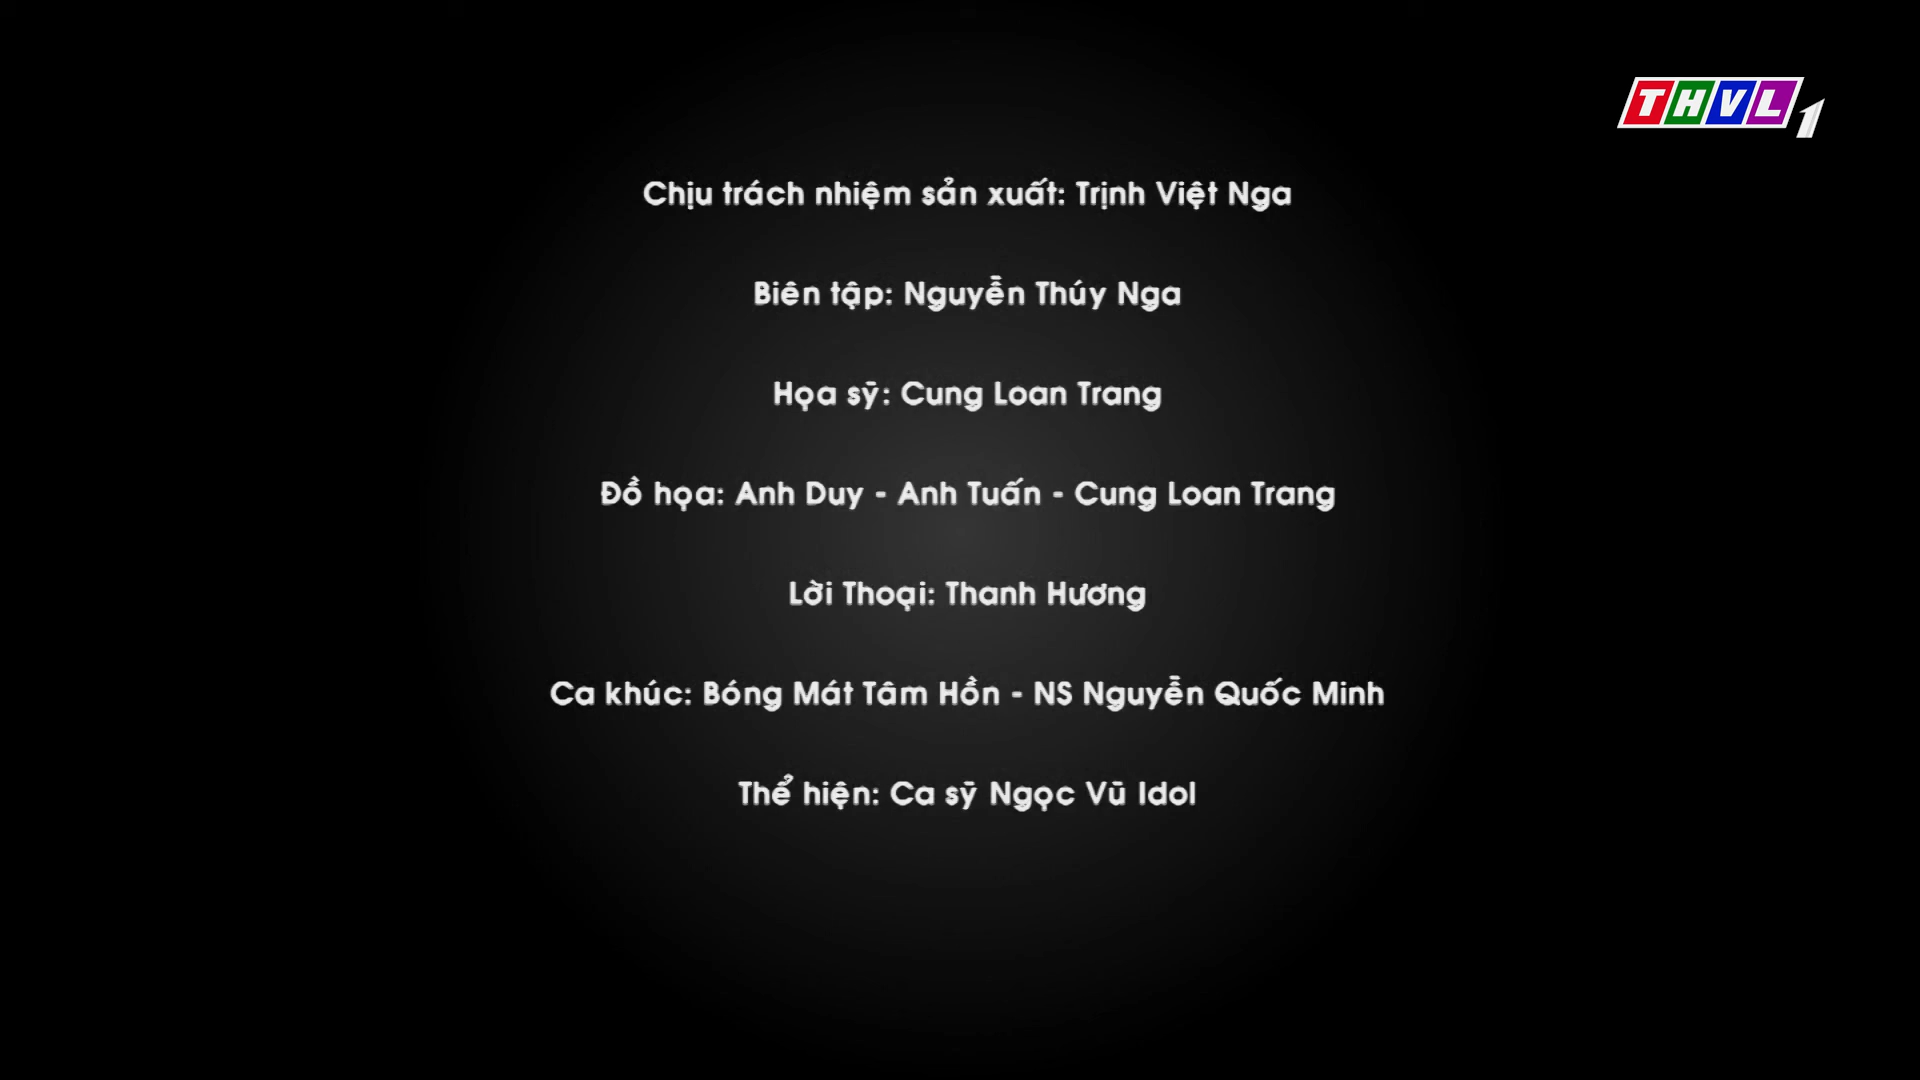 THVL1
Chịu trách nhiệm sản xuất: Trịnh Việt Nga
Biên tập: Nguyễn Thúy Nga
Họa sỹ: Cung Loan Trang
Đồ họa: Anh Duy - Anh Tuấn - Cung Loan Trang
Lời Thoại: Thanh Hương
Ca khúc: Bóng Mát Tâm Hồn - NS Nguyễn Quốc Minh
Thể hiện: Ca sỹ Ngọc Vũ Idol